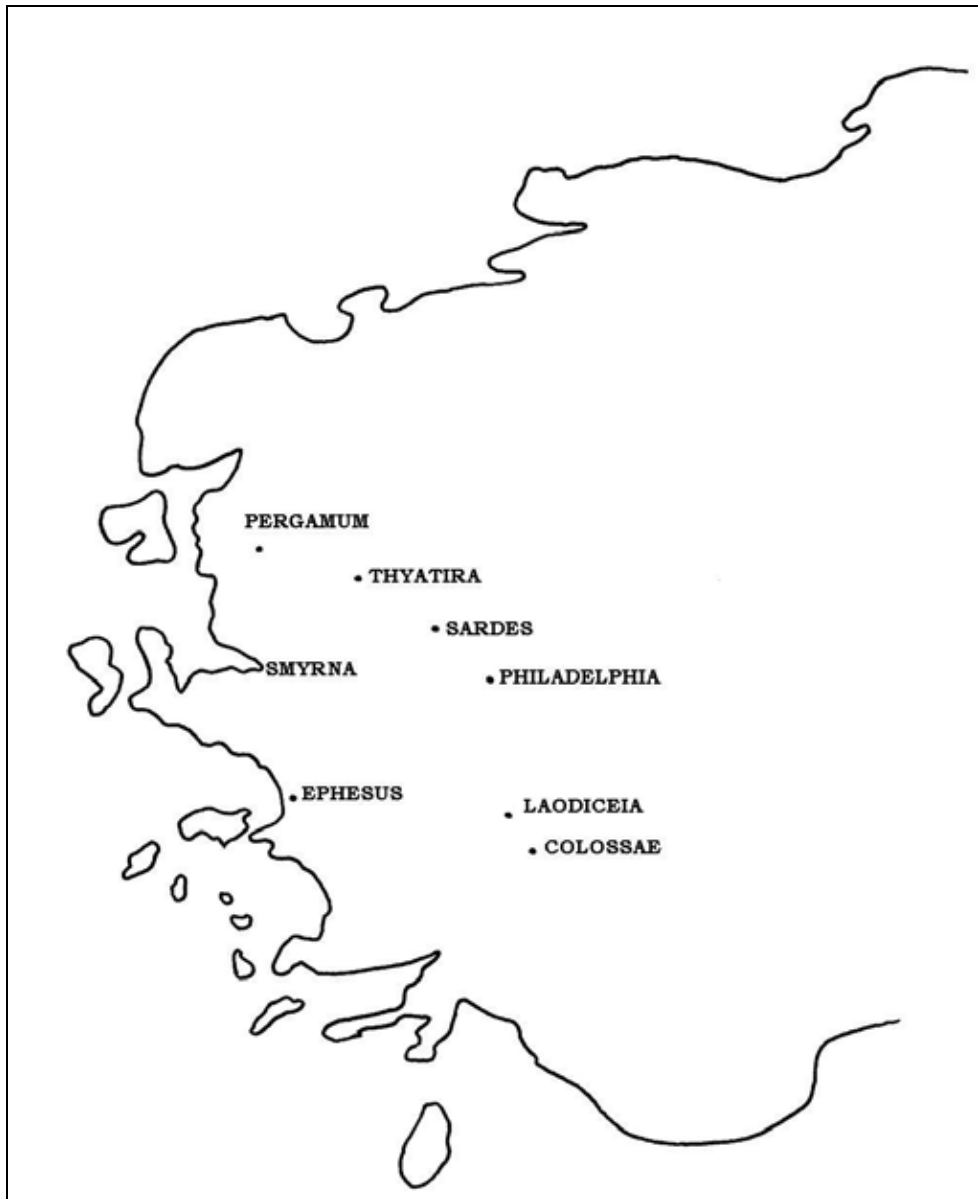 PERGAMUM
THYATIRA
SARDES
SMYRNA
PHILADELPHIA
EPHESUS
LAODICEIA
COLOSSAE